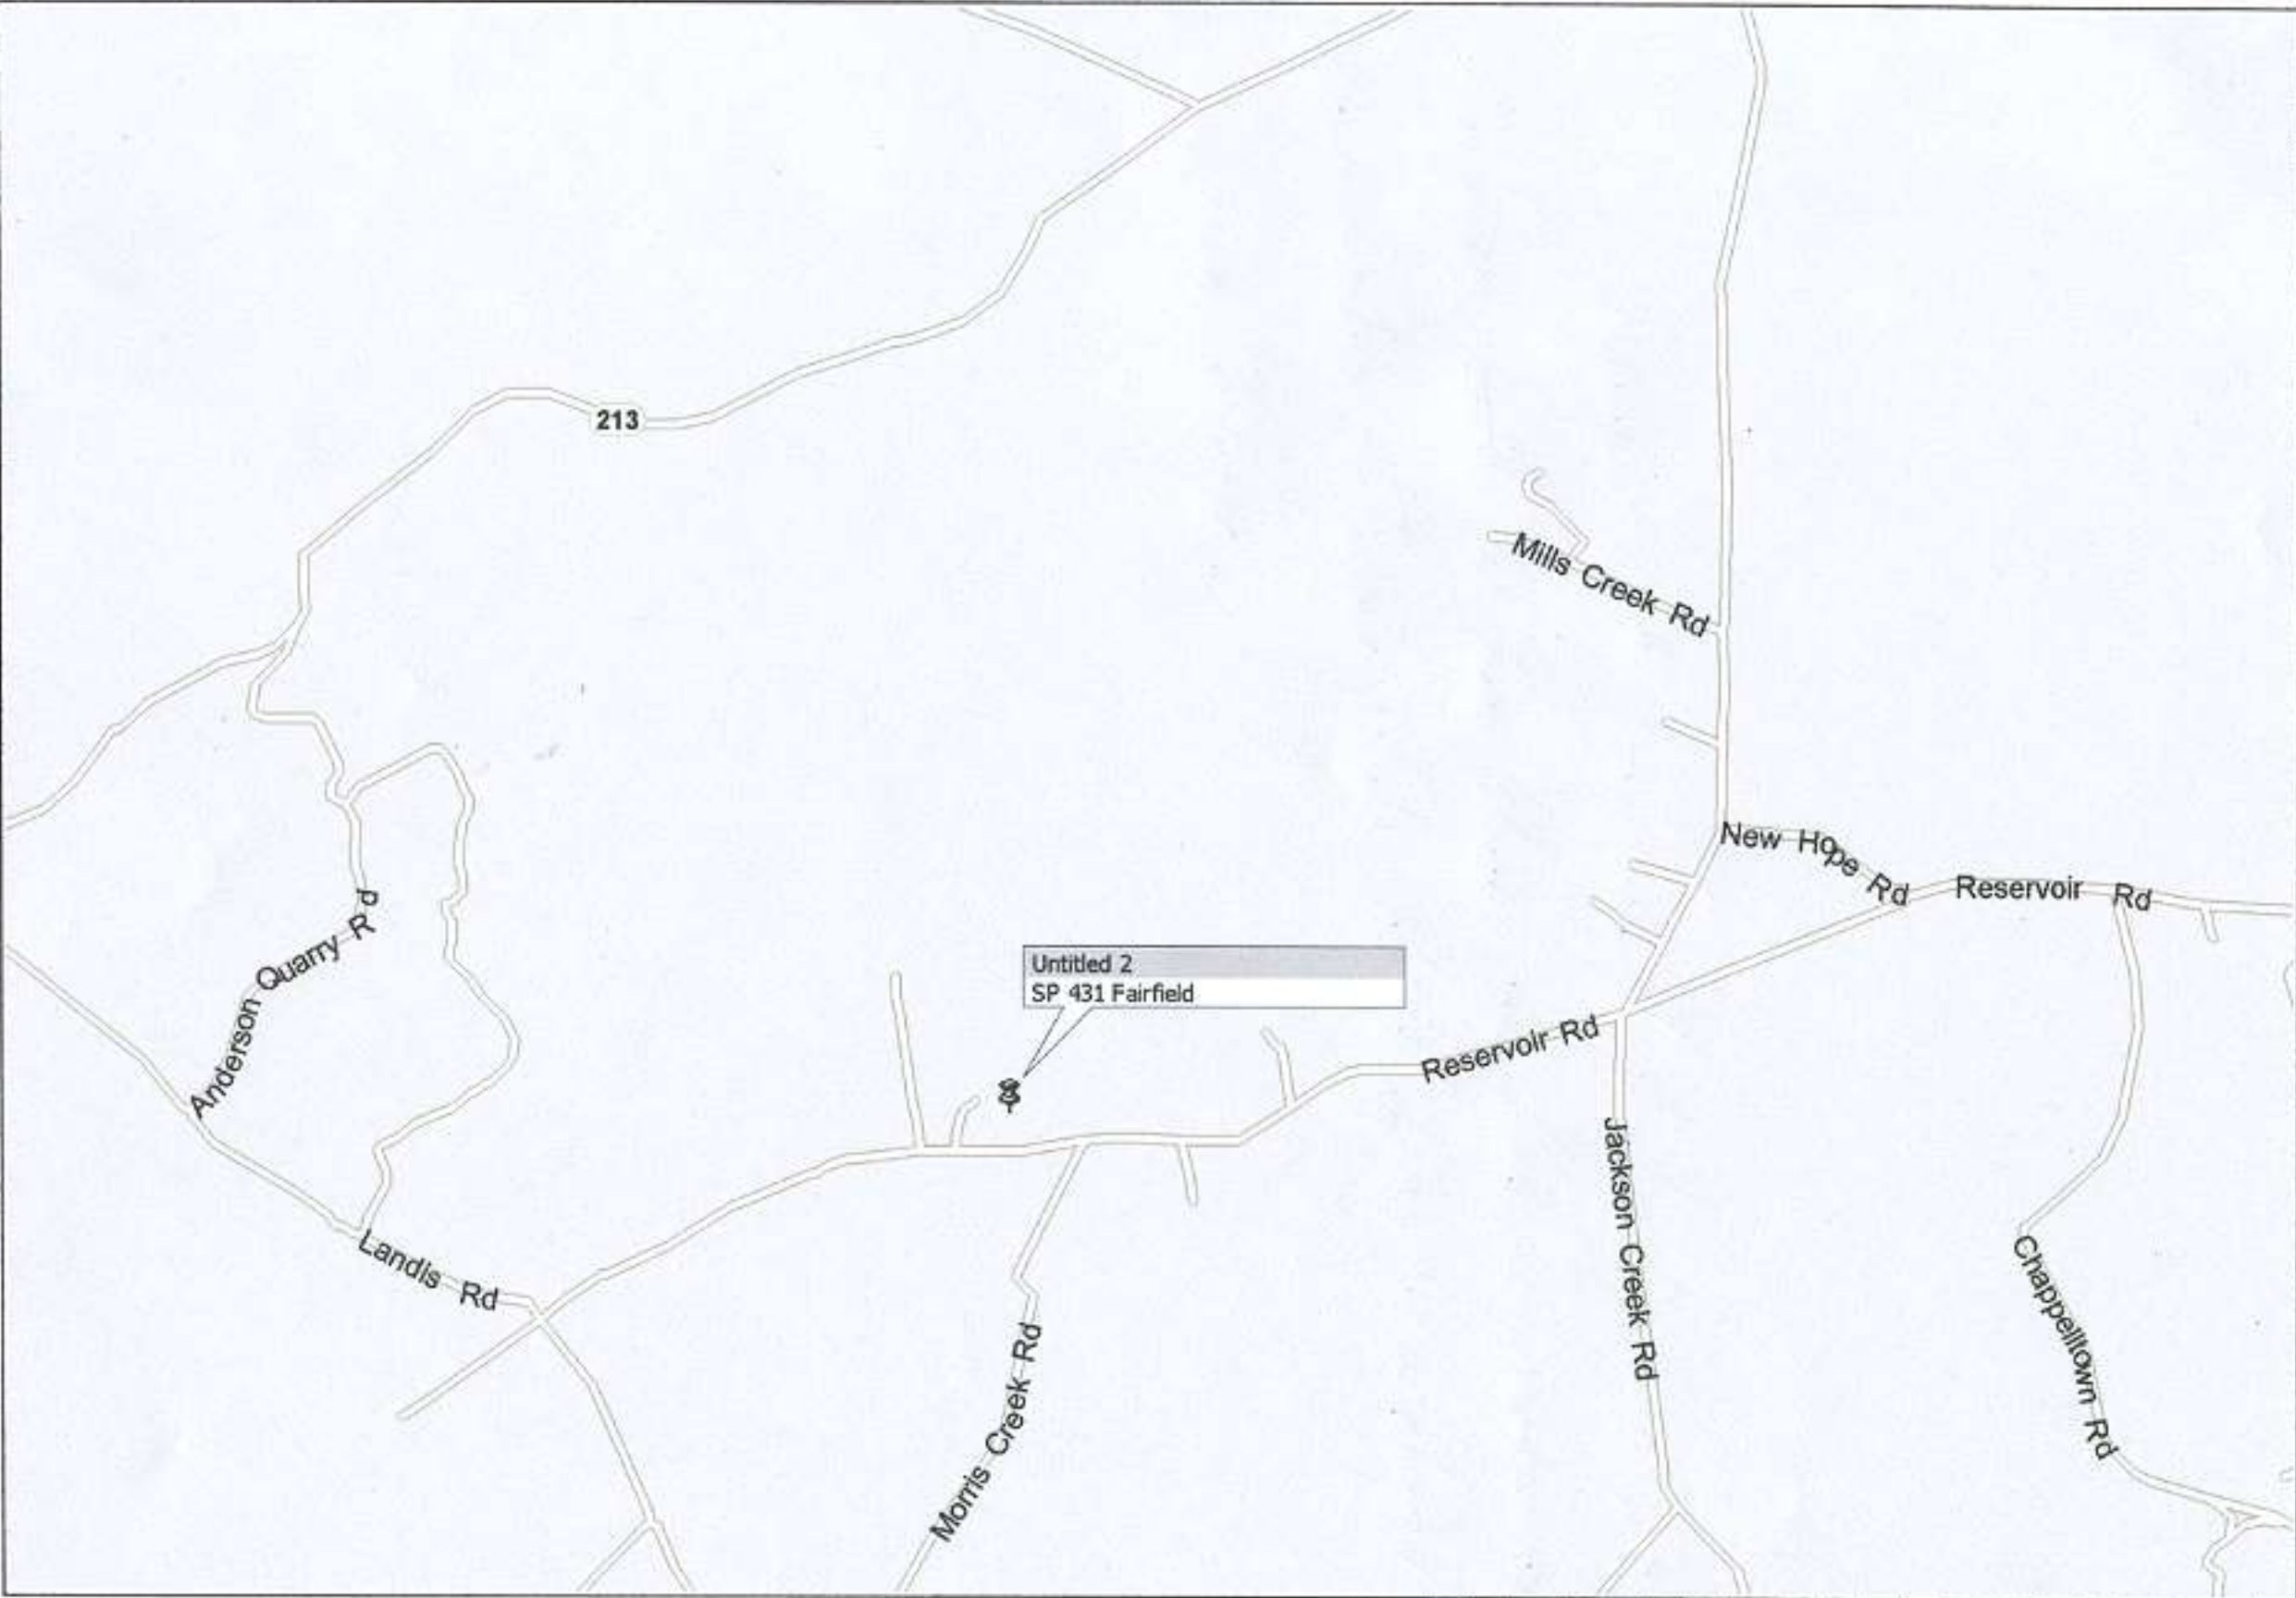 213
Mills Creek Rd
New Hope Rd
Reservoir Rd
Anderson Quarry Rd
Untitled 2
SP 431 Fairfield
Reservoir Rd
Jackson Creek Rd
Landis Rd
Chappelltown Rd
Morris Creek Rd